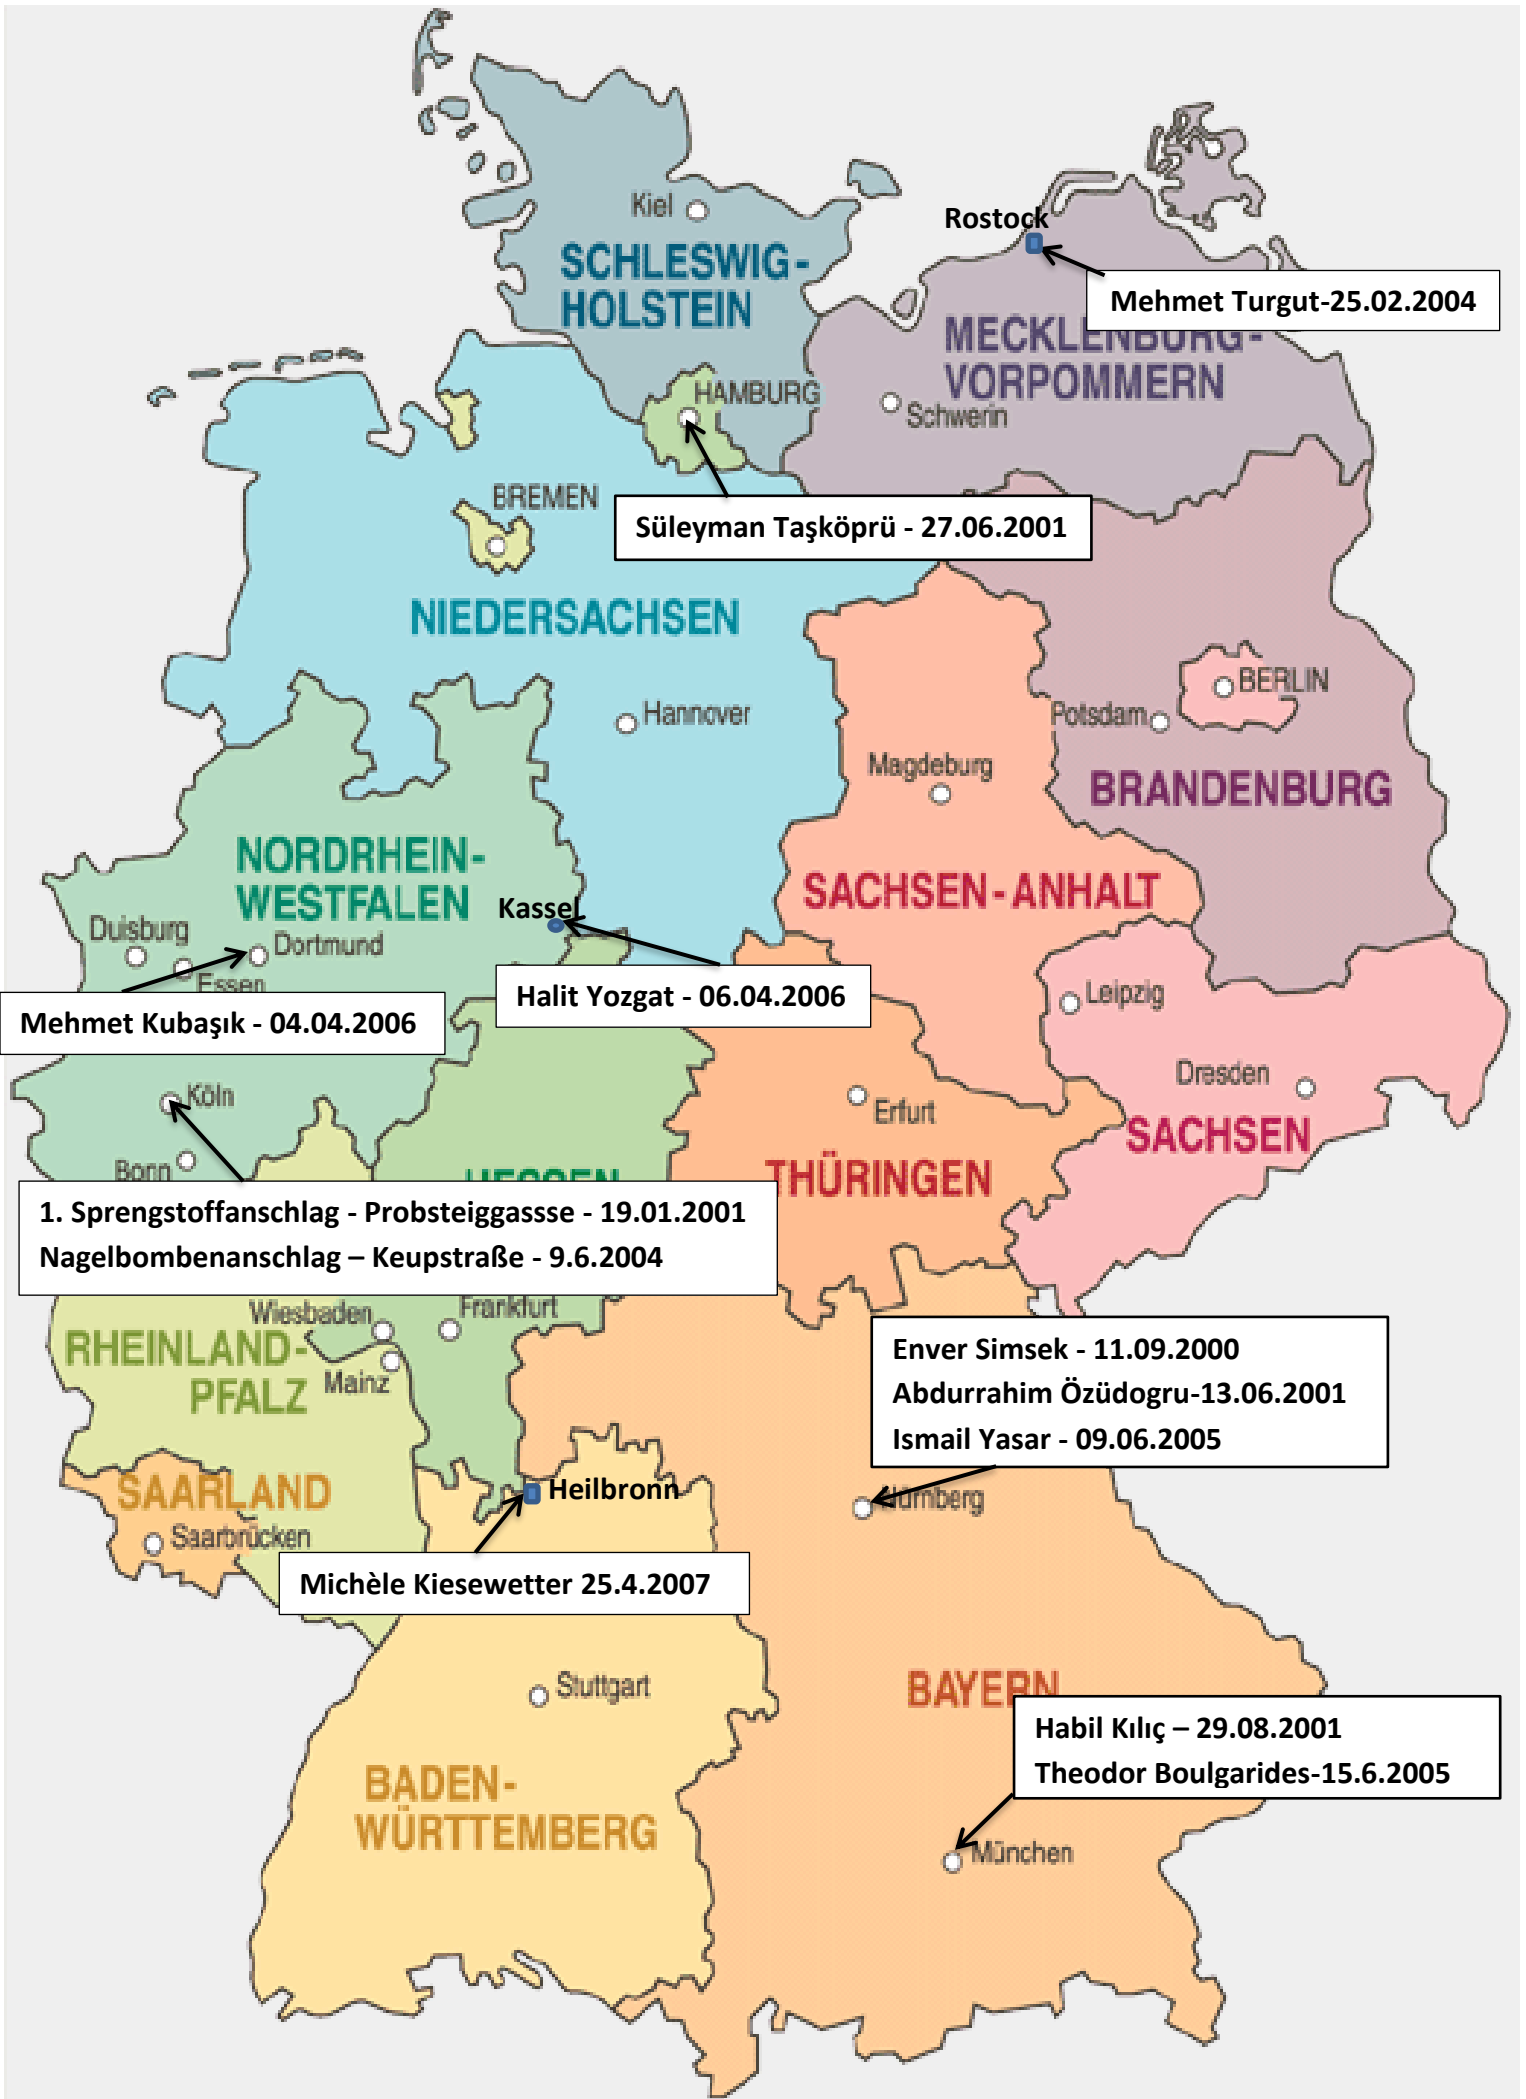 Kiel
Rostock
SCHLESWIG-
HOLSTEIN
Mehmet Turgut-25.02.2004
MECKLENBURG-
VORPOMMERN
HAMBURG
Schwerin
BREMEN
Süleyman Taşköprü - 27.06.2001
NIEDERSACHSEN
BERLIN
Hannover
Potsdam
Magdeburg
BRANDENBURG
NORDRHEIN-
WESTFALEN
SACHSEN-ANHALT
Kassel
Duisburg
Dortmund
Essen
Halit Yozgat - 06.04.2006
Leipzig
Mehmet Kubaşık - 04.04.2006
Dresden
Köln
Erfurt
SACHSEN
Bonn
HESSEN
THÜRINGEN
1. Sprengstoffanschlag - Probsteiggassse - 19.01.2001
Nagelbombenanschlag – Keupstraße - 9.6.2004
Wiesbaden
Frankfurt
RHEINLAND-
PFALZ
Mainz
Enver Simsek - 11.09.2000
Abdurrahim Özüdogru-13.06.2001
Ismail Yasar - 09.06.2005
SAARLAND
Heilbronn
Nürnberg
Saarbrücken
Michèle Kiesewetter 25.4.2007
Stuttgart
BAYERN
Habil Kılıç – 29.08.2001
Theodor Boulgarides-15.6.2005
BADEN-
WÜRTTEMBERG
München